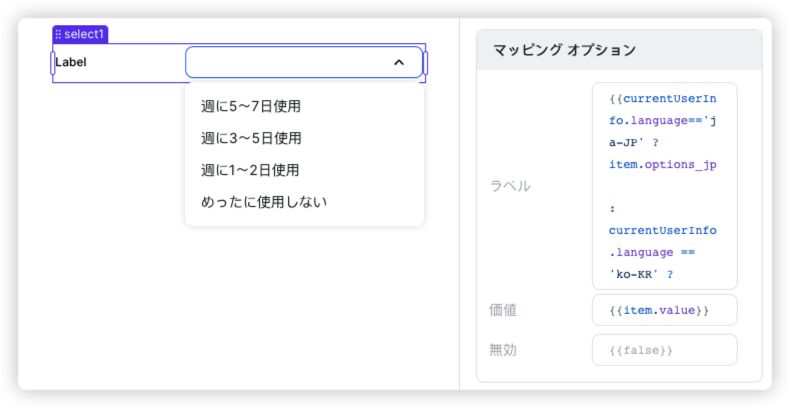 select1
Label
週に5〜7日使用
週に3〜5日使用
週に1〜2日使用
めったに使用しない
マッピング オプション
ラベル
{{currentUserIn
fo.language=='j
a-JP' ?
item.options_jp
:
currentUserInfo
.language ==
'ko-KR' ?
価値
{{item.value}}
無効
{{false}}